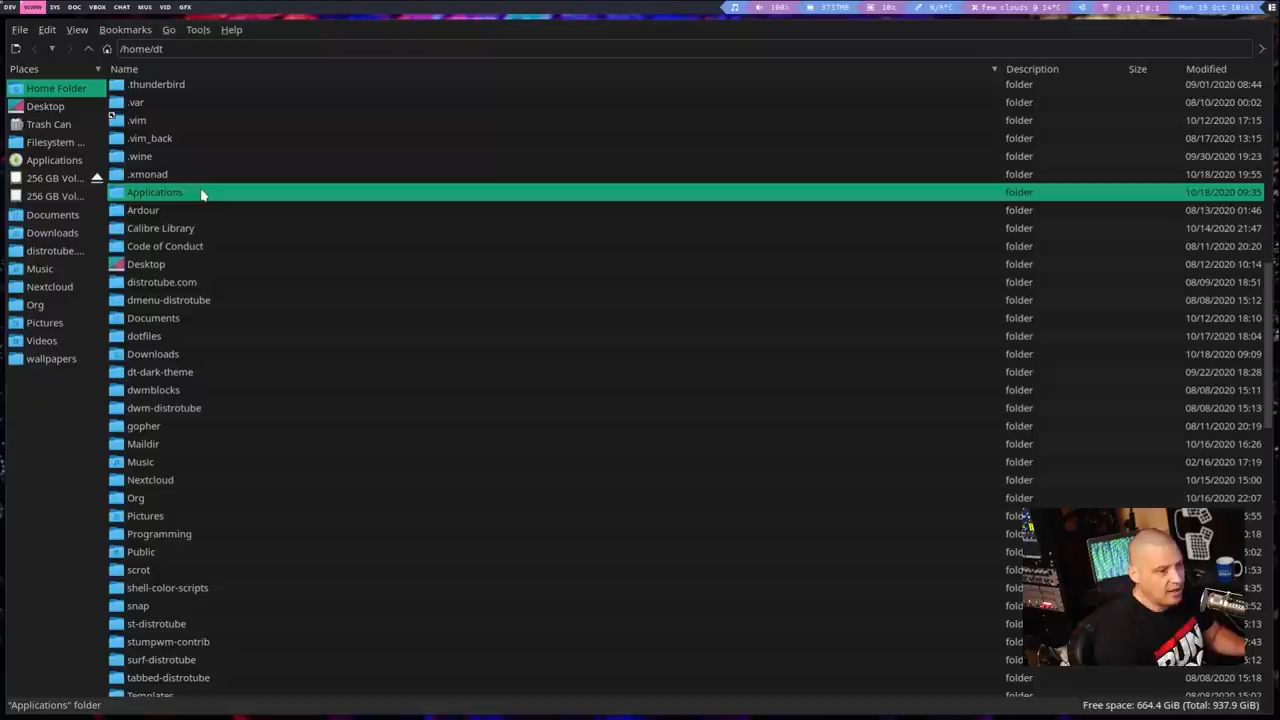 DEV WWW SYS DOC VBOX CHAT MUS VID GFX 100% 3737MB 10% N/A°C few clouds @ 14°C 0.1 0.1 Mon 19 Oct 10:43
File Edit View Bookmarks Go Tools Help
/home/dt
Places
Home Folder
Desktop
Trash Can
Filesystem ...
Applications
256 GB Vol...
256 GB Vol...
Documents
Downloads
distrotube....
Music
Nextcloud
Org
Pictures
Videos
wallpapers
Name Description Size Modified
.thunderbird folder 09/01/2020 08:44
.var folder 08/10/2020 00:02
.vim folder 10/12/2020 17:15
.vim_back folder 08/17/2020 13:15
.wine folder 09/30/2020 19:23
.xmonad folder 10/18/2020 19:55
Applications folder 10/18/2020 09:35
Ardour folder 08/13/2020 01:46
Calibre Library folder 10/14/2020 21:47
Code of Conduct folder 08/11/2020 20:20
Desktop folder 08/12/2020 10:14
distrotube.com folder 08/09/2020 18:51
dmenu-distrotube folder 08/08/2020 15:12
Documents folder 10/12/2020 18:10
dotfiles folder 10/17/2020 18:04
Downloads folder 10/18/2020 09:09
dt-dark-theme folder 09/22/2020 18:28
dwmblocks folder 08/08/2020 15:11
dwm-distrotube folder 08/08/2020 15:13
gopher folder 08/11/2020 20:19
Maildir folder 10/16/2020 16:26
Music folder 02/16/2020 17:19
Nextcloud folder 10/15/2020 15:00
Org folder 10/16/2020 22:07
Pictures
Programming
Public
scrot
shell-color-scripts
snap
st-distrotube
stumpwm-contrib
surf-distrotube
tabbed-distrotube folder 08/08/2020 15:18
Templates folder 08/08/2020 15:02
"Applications" folder Free space: 664.4 GiB (Total: 937.9 GiB)
RUN